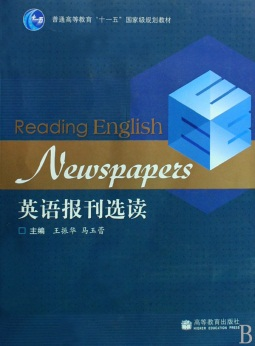 普通高等教育“十一五”国家级规划教材
Reading English
Newspapers
英语报刊选读
主编 王振华 马玉蕾
高等教育出版社
HIGHER EDUCATION PRESS
B